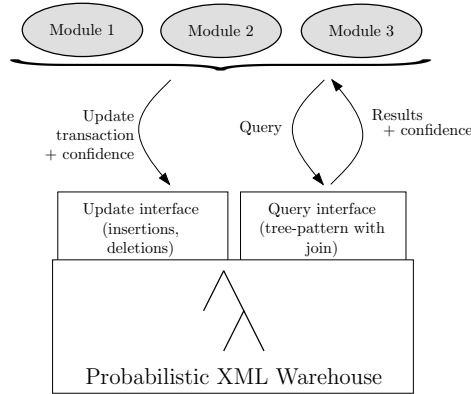 Module 1
Module 2
Module 3
Update
transaction
+ confidence
Query
Results
+ confidence
Update interface
(insertions,
deletions)
Query interface
(tree-pattern with
join)
Probabilistic XML Warehouse